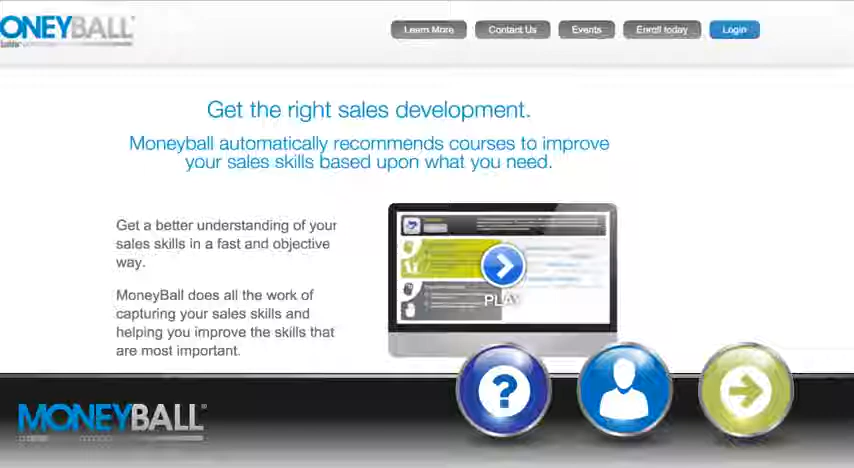 ONEYBALL
Learn More
Contact Us
Events
Enroll today
Login
Get the right sales development.
Moneyball automatically recommends courses to improve
your sales skills based upon what you need.
Get a better understanding of your
sales skills in a fast and objective
way.
MoneyBall does all the work of
capturing your sales skills and
helping you improve the skills that
are most important.
PLAY
?
MONEYBALL